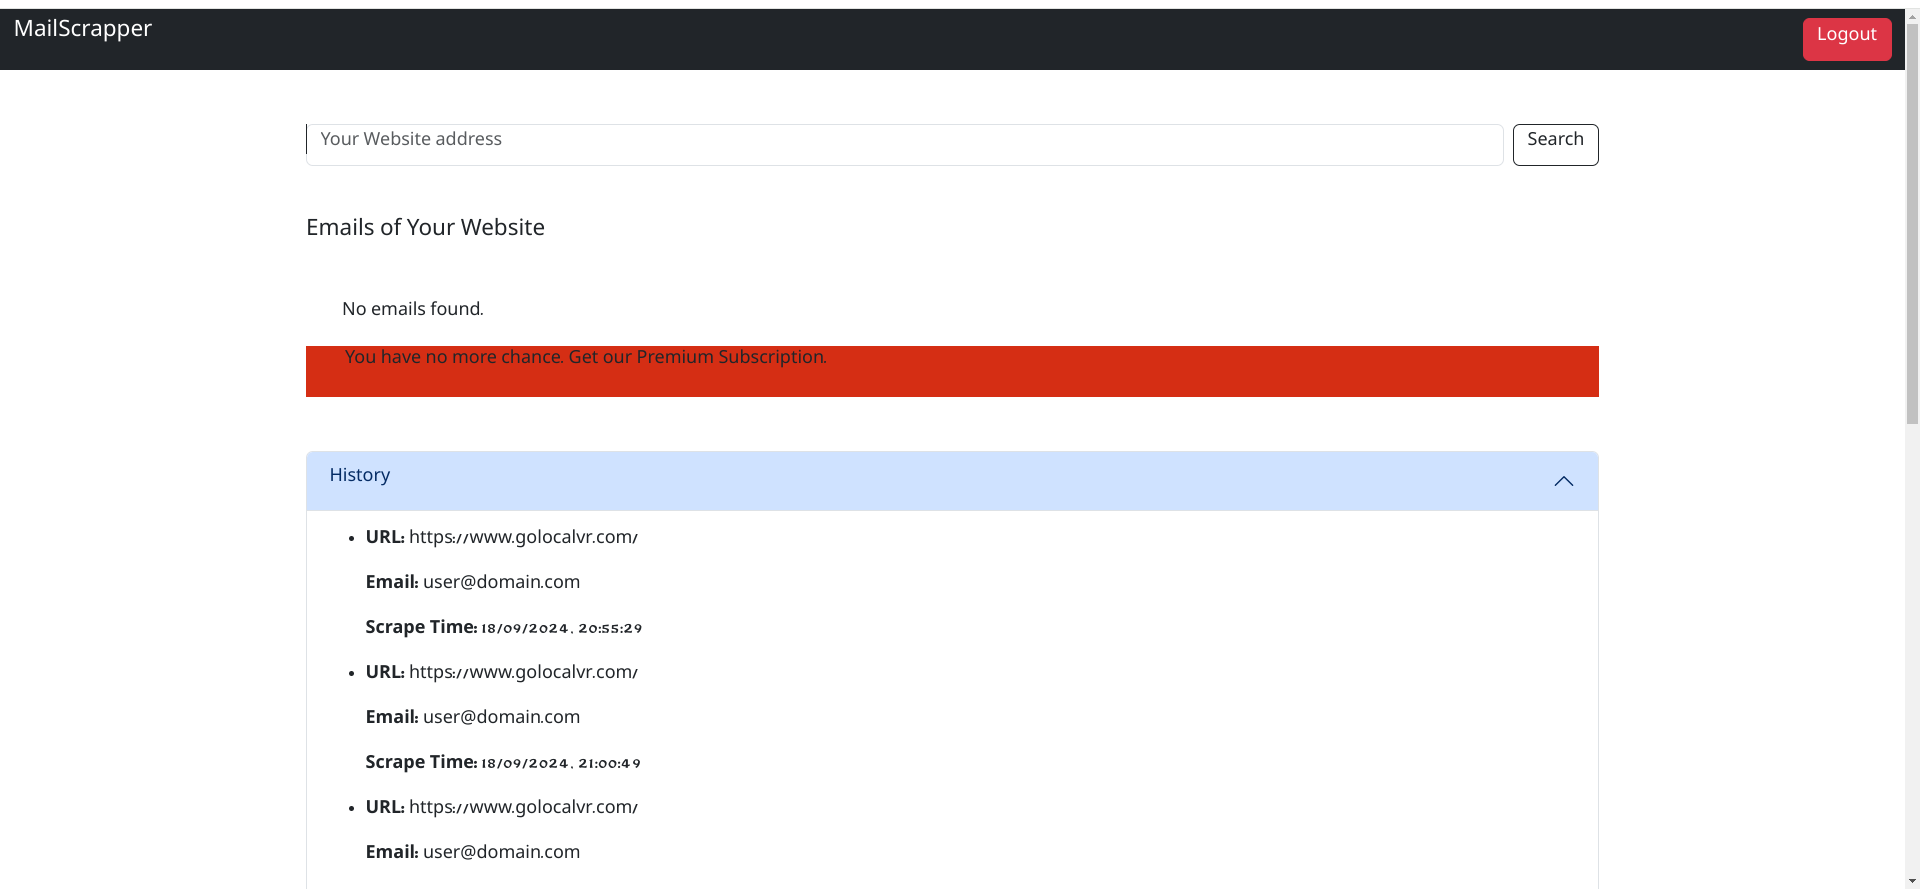 MailScrapper
Logout
Your Website address
Search
Emails of Your Website
No emails found.
You have no more chance. Get our Premium Subscription.
History
URL: https://www.golocalvr.com/
Email: user@domain.com
Scrape Time: 18/09/2024, 20:55:29
URL: https://www.golocalvr.com/
Email: user@domain.com
Scrape Time: 18/09/2024, 21:00:49
URL: https://www.golocalvr.com/
Email: user@domain.com